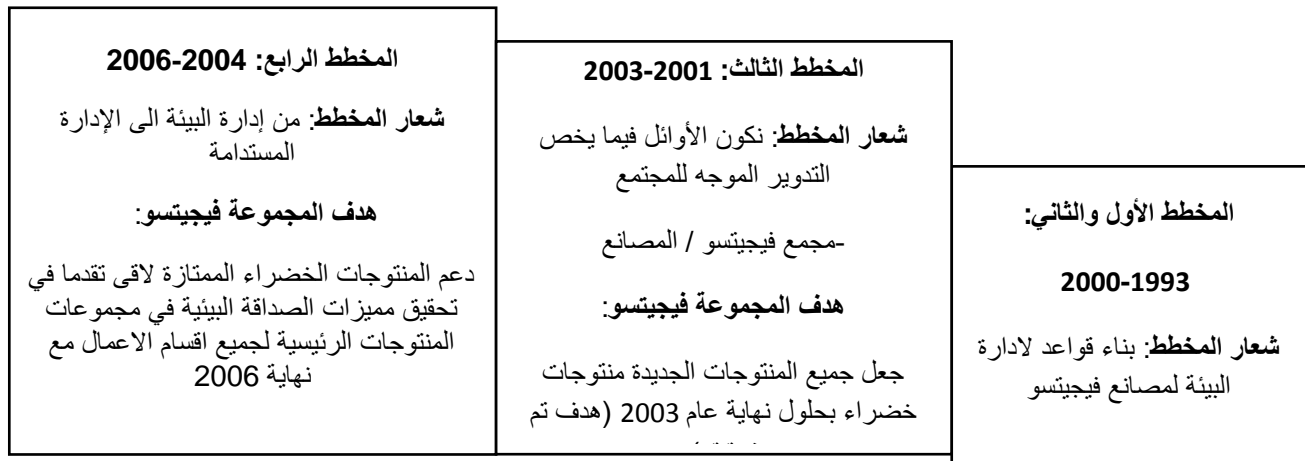 المخطط الأول والثاني:
1993-2000
شعار المخطط: بناء قواعد لادارة
البيئة لمصانع فيجيتسو
المخطط الثالث: 2001-2003
شعار المخطط: نكون الأوائل فيما يخص
التدوير الموجه للمجتمع
-مجمع فيجيتسو / المصانع
هدف المجموعة فيجيتسو:
جعل جميع المنتوجات الجديدة منتوجات
خضراء بحلول نهاية عام 2003 (هدف تم
المخطط الرابع: 2004-2006
شعار المخطط: من إدارة البيئة الى الإدارة
المستدامة
هدف المجموعة فيجيتسو:
دعم المنتوجات الخضراء الممتازة لاقى تقدما في
تحقيق مميزات الصداقة البيئية في مجموعات
المنتوجات الرئيسية لجميع اقسام الاعمال مع
نهاية 2006